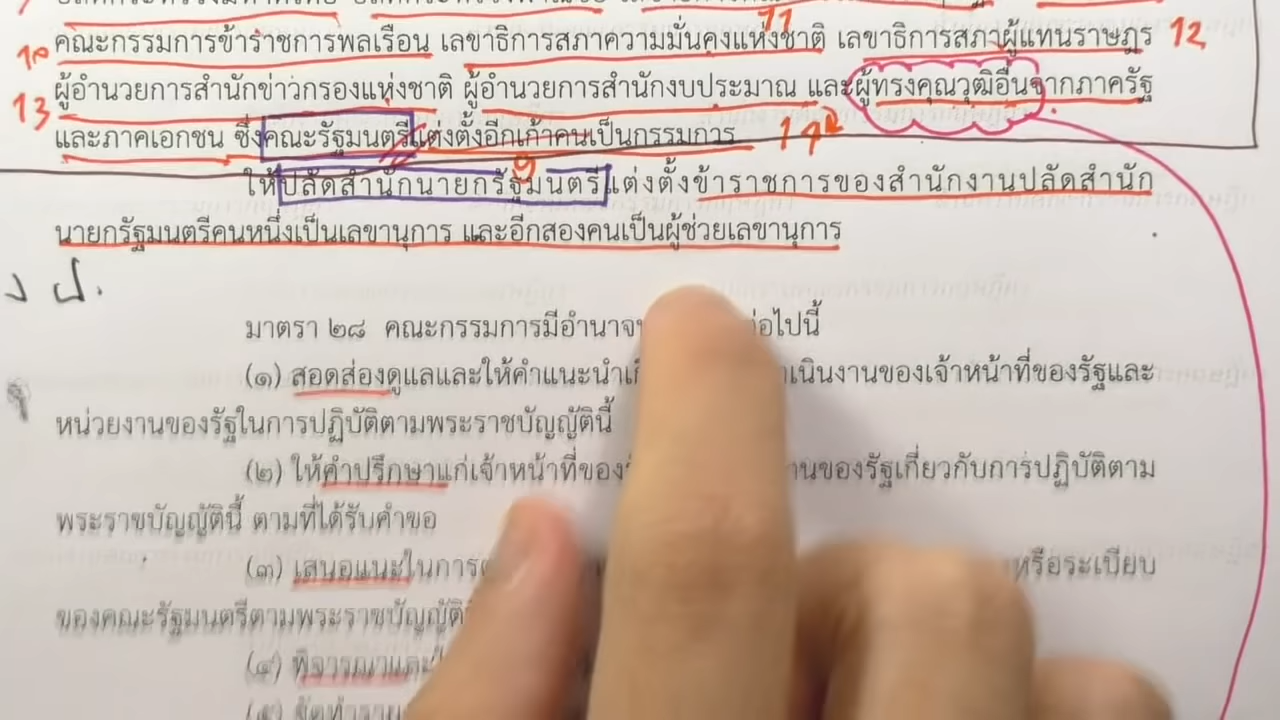 คณะกรรมการข้าราชการพลเรือน เลขาธิการสภาความมั่นคงแห่งชาติ เลขาธิการสภาผู้แทนราษฎร 12
10
11
ผู้อำนวยการสำนักข่าวกรองแห่งชาติ ผู้อำนวยการสำนักงบประมาณ และผู้ทรงคุณวุฒิอื่นจากภาครัฐ
13
และภาคเอกชน ซึ่งคณะรัฐมนตรีแต่งตั้งอีกเก้าคนเป็นกรรมการ 14
9
ให้ปลัดสำนักนายกรัฐมนตรีแต่งตั้งข้าราชการของสำนักงานปลัดสำนัก
นายกรัฐมนตรีคนหนึ่งเป็นเลขานุการ และอีกสองคนเป็นผู้ช่วยเลขานุการ
มาตรา ๒๘ คณะกรรมการมีอำนาจ ต่อไปนี้
(๑) สอดส่องดูแลและให้คำแนะนำ ของเจ้าหน้าที่ของรัฐและ
หน่วยงานของรัฐในการปฏิบัติตามพระราชบัญญัตินี้
(๒) ให้คำปรึกษาแก่เจ้าหน้าที่ของ ของรัฐเกี่ยวกับการปฏิบัติตาม
พระราชบัญญัตินี้ ตามที่ได้รับคำขอ
(๓) เสนอแนะในการ หรือระเบียบ
ของคณะรัฐมนตรีตามพระราชบัญญัติ
(๔) พิจารณาและ
(๕)